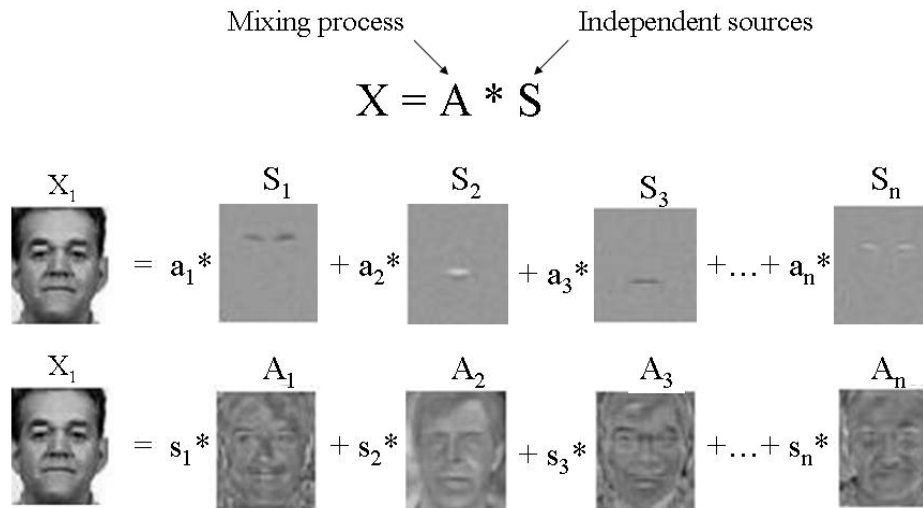 Mixing process Independent sources
X = A * S
X₁ S₁ S₂ S₃ Sₙ
= a₁* + a₂* + a₃* +...+ aₙ*
X₁ A₁ A₂ A₃ Aₙ
= s₁* + s₂* + s₃* +...+ sₙ*